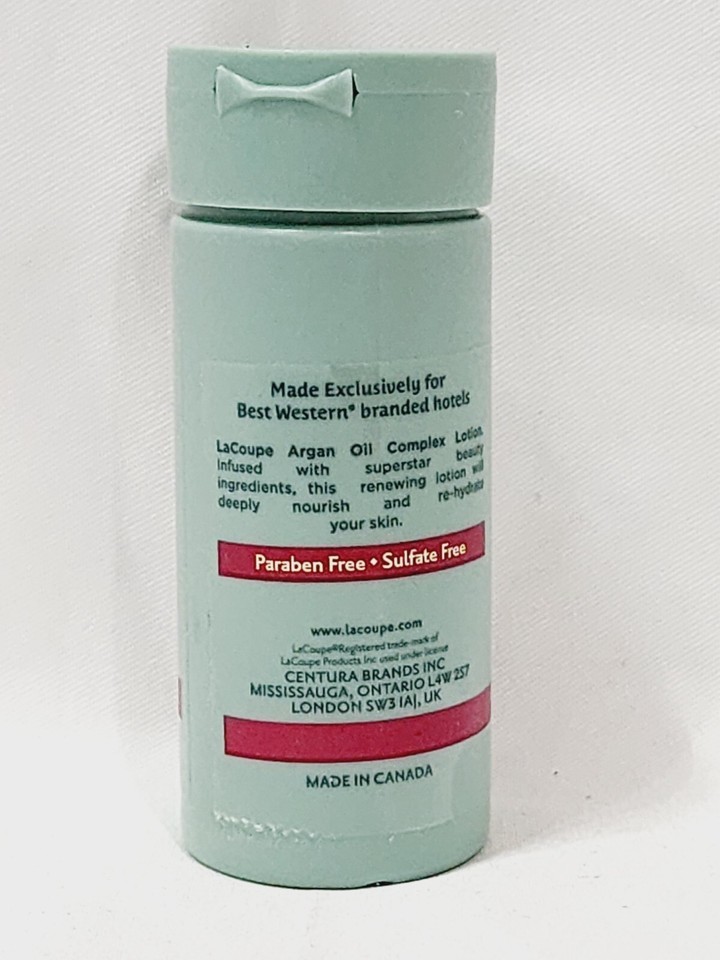 Made Exclusively for
Best Western® branded hotels
LaCoupe Argan Oil Complex Lotion.
Infused with superstar beauty
ingredients, this renewing lotion will
deeply nourish and re-hydrate
your skin.
Paraben Free • Sulfate Free
www.lacoupe.com
LaCoupe®Registered trade-mark of
LaCoupe Products Inc used under license
CENTURA BRANDS INC
MISSISSAUGA, ONTARIO L4W 2S7
LONDON SW3 1AJ, UK
MADE IN CANADA